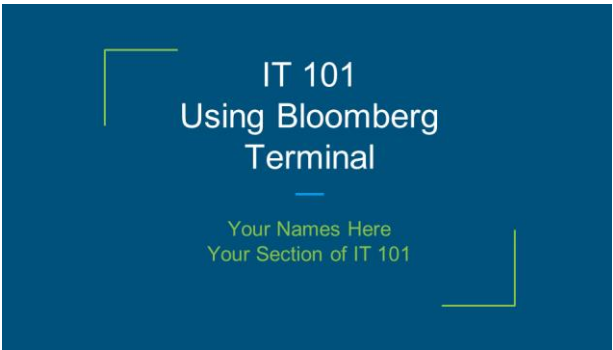 IT 101
Using Bloomberg
Terminal
Your Names Here
Your Section of IT 101